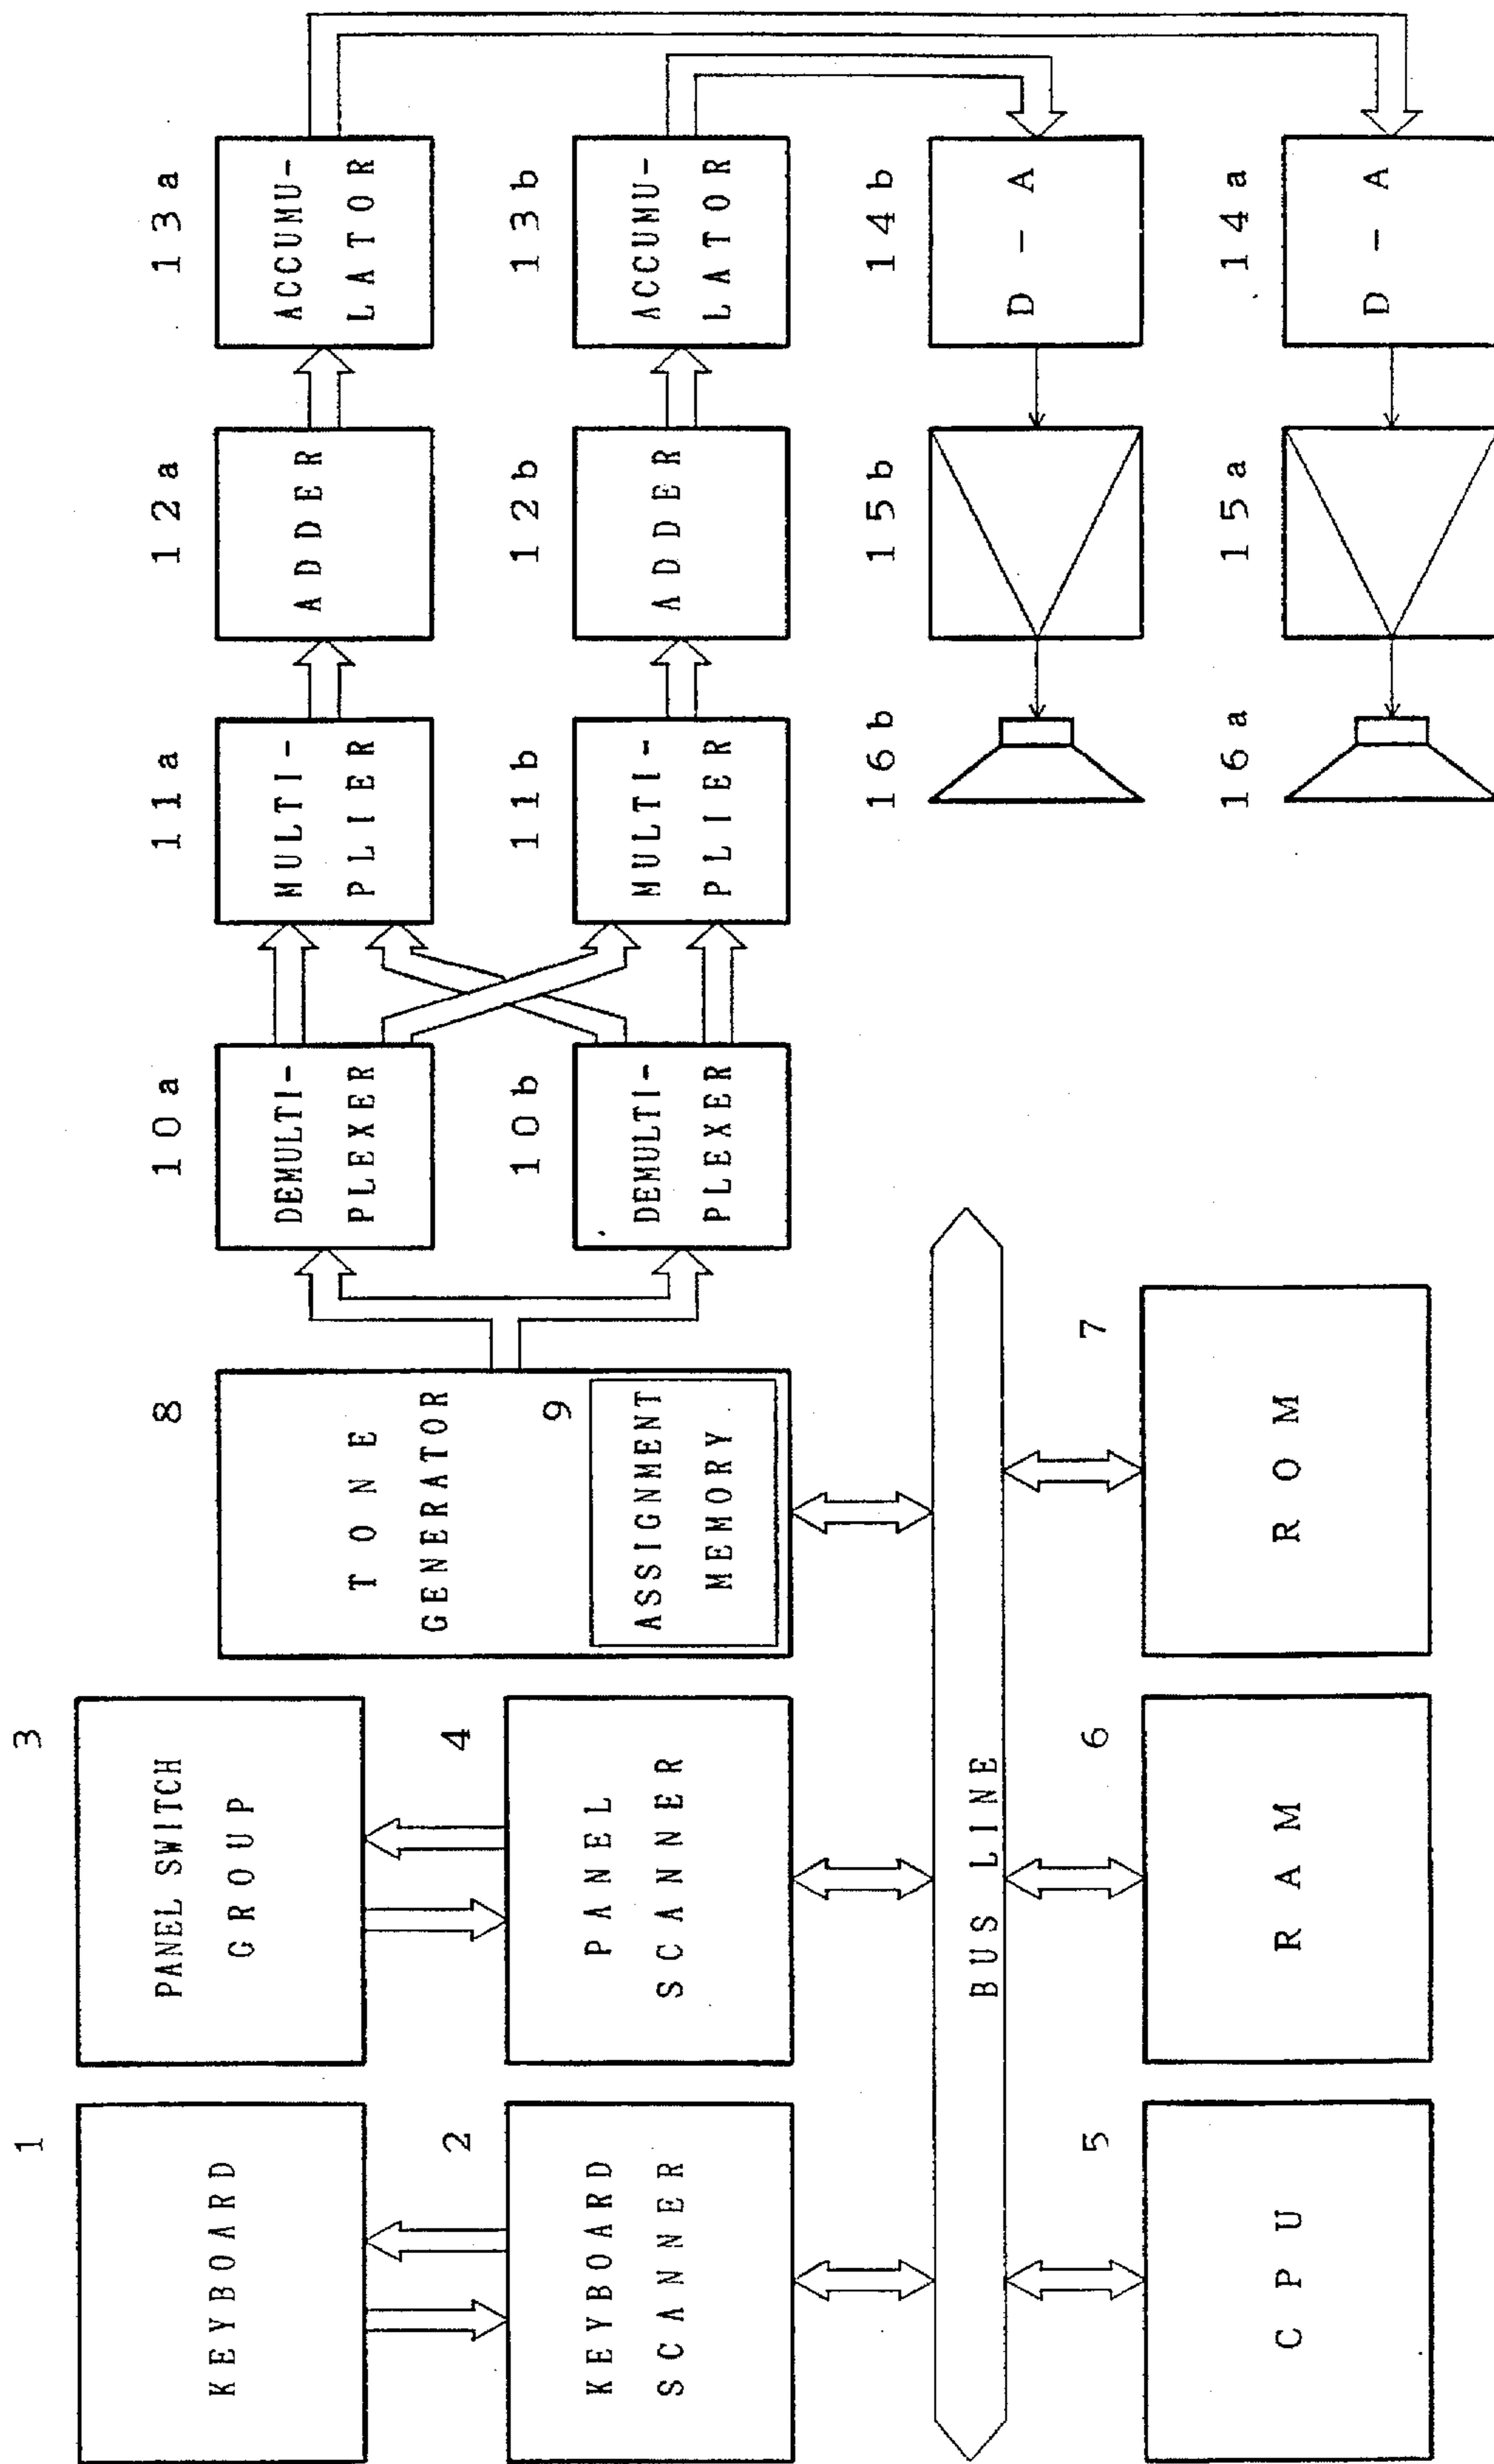 1
KEYBOARD
2
KEYBOARD
SCANNER
3
PANEL SWITCH
GROUP
4
PANEL
SCANNER
5
CPU
6
RAM
7
ROM
BUS LINE
8
TONE
GENERATOR
9
ASSIGNMENT
MEMORY
10a
DEMULTI-
PLEXER
10b
DEMULTI-
PLEXER
11a
MULTI-
PLIER
11b
MULTI-
PLIER
12a
ADDER
12b
ADDER
13a
ACCUMU-
LATOR
13b
ACCUMU-
LATOR
16b
15b
14b
D-A
16a
15a
14a
D-A